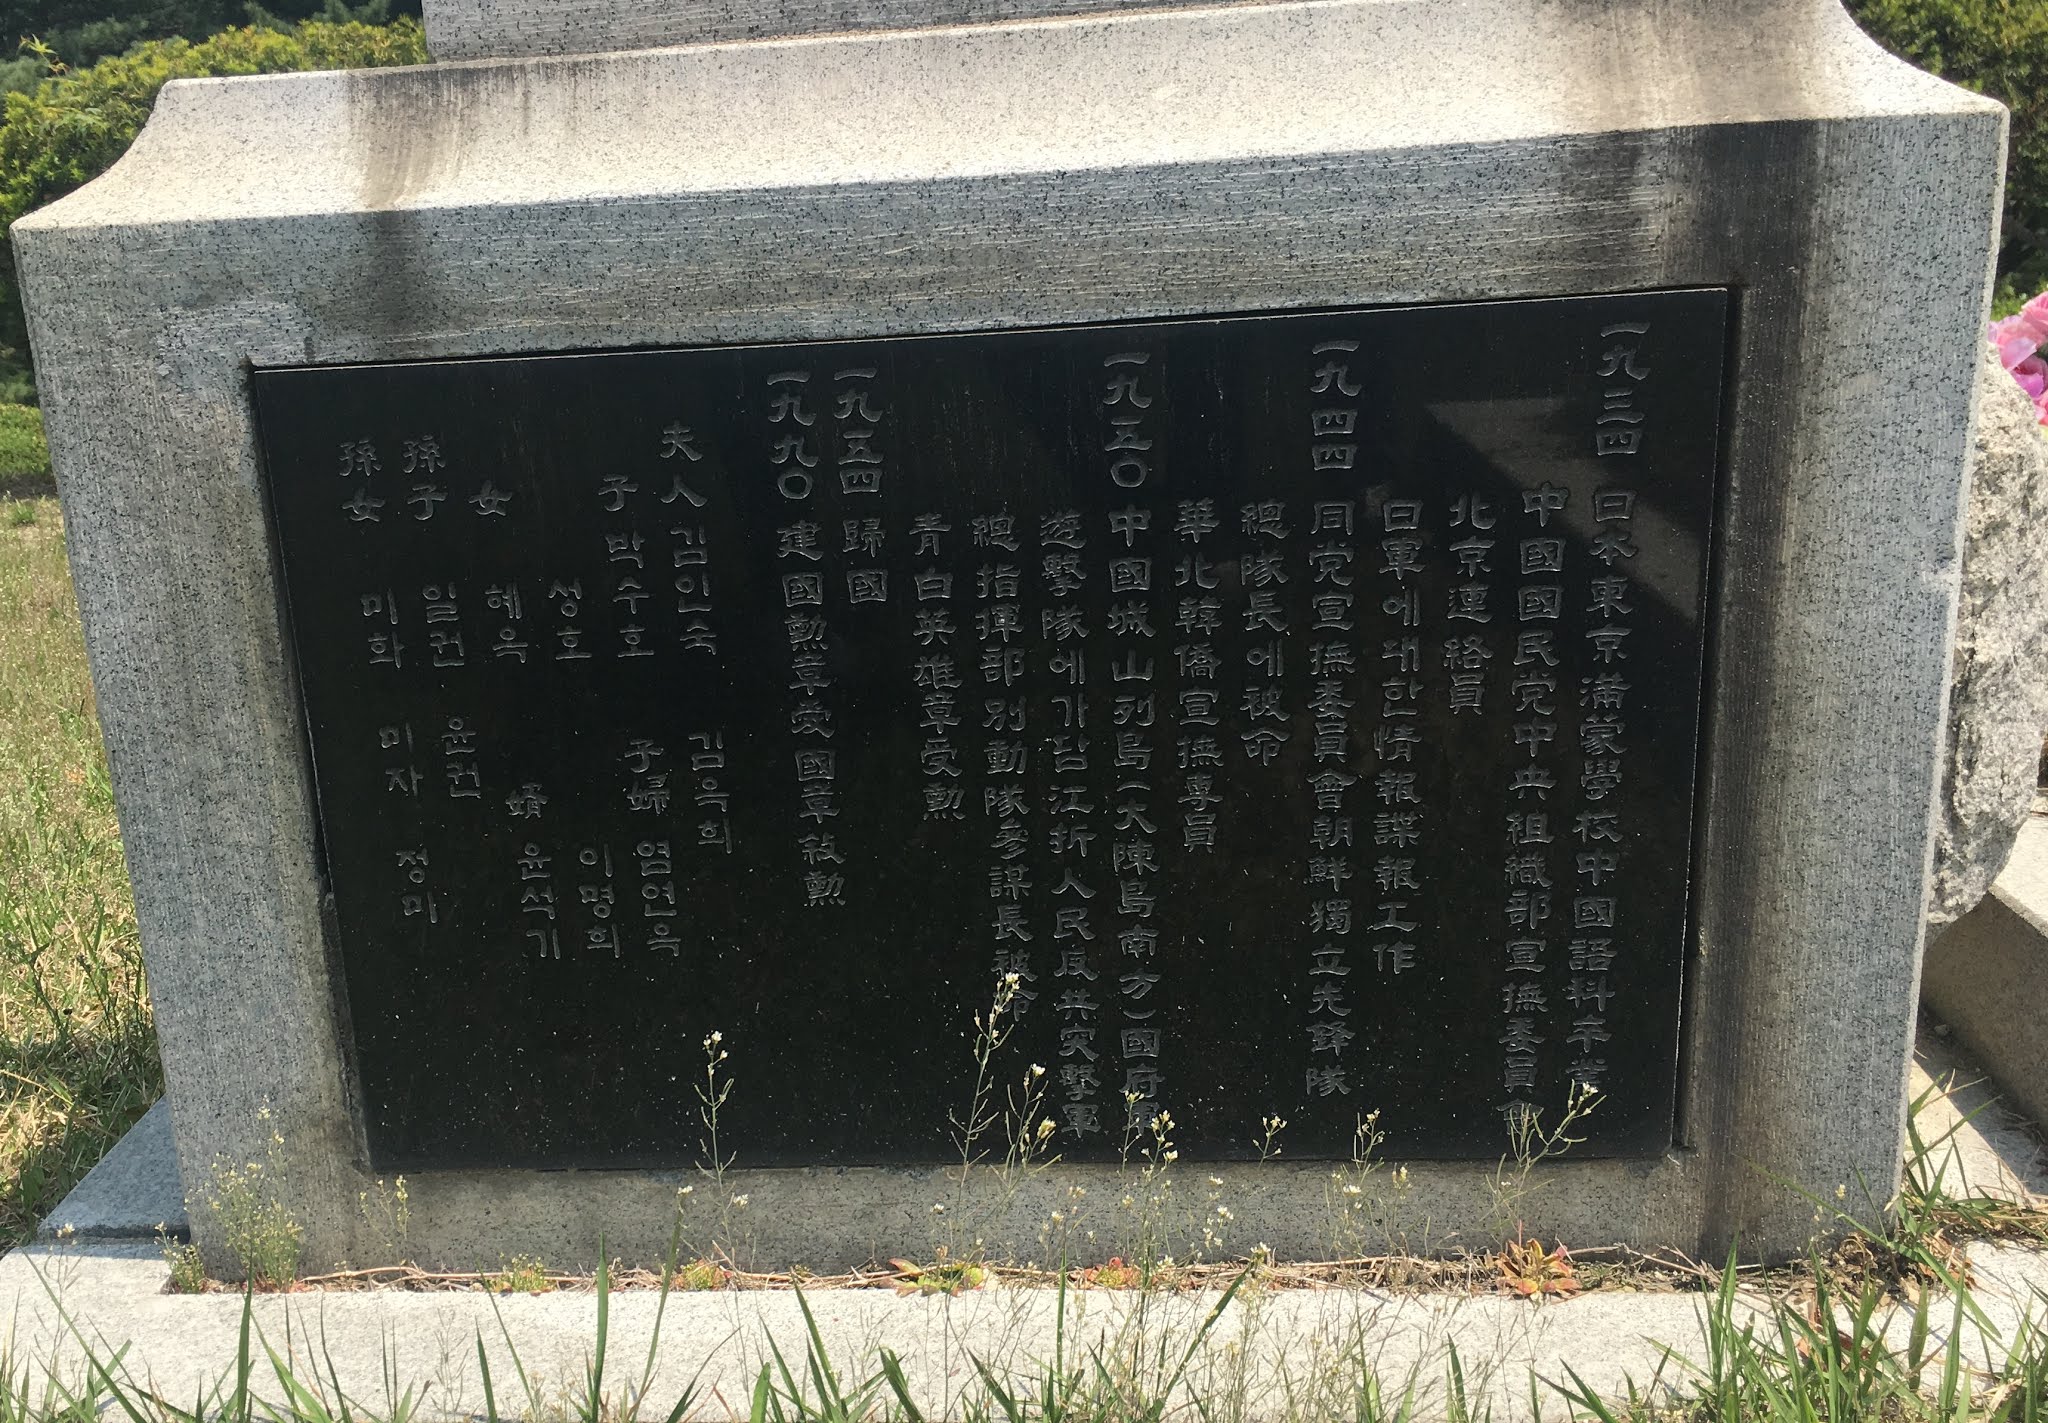 一九三四 日本東京滿蒙學校中國語科卒業
中國國民党中央組織部宣撫委員會
北京連絡員
日軍에대한情報諜報工作
一九四四 同党宣撫委員會朝鮮獨立先鋒隊
總隊長에被命
華北韓僑宣撫專員
一九五〇 中國城山列島(大陳島南方)國府軍
遊擊隊에가담江折人民反共突擊軍
總指揮部別動隊參謀長被命
青白英雄章受勳
一九五四 歸國
一九九〇 建國勳章愛國章敍勳
夫人 김인숙 김옥희
子 박수호 子婦 엄연옥
성호 이명희
女 혜옥 婿 윤석기
孫子 일권 윤권
孫女 미화 미자 정미